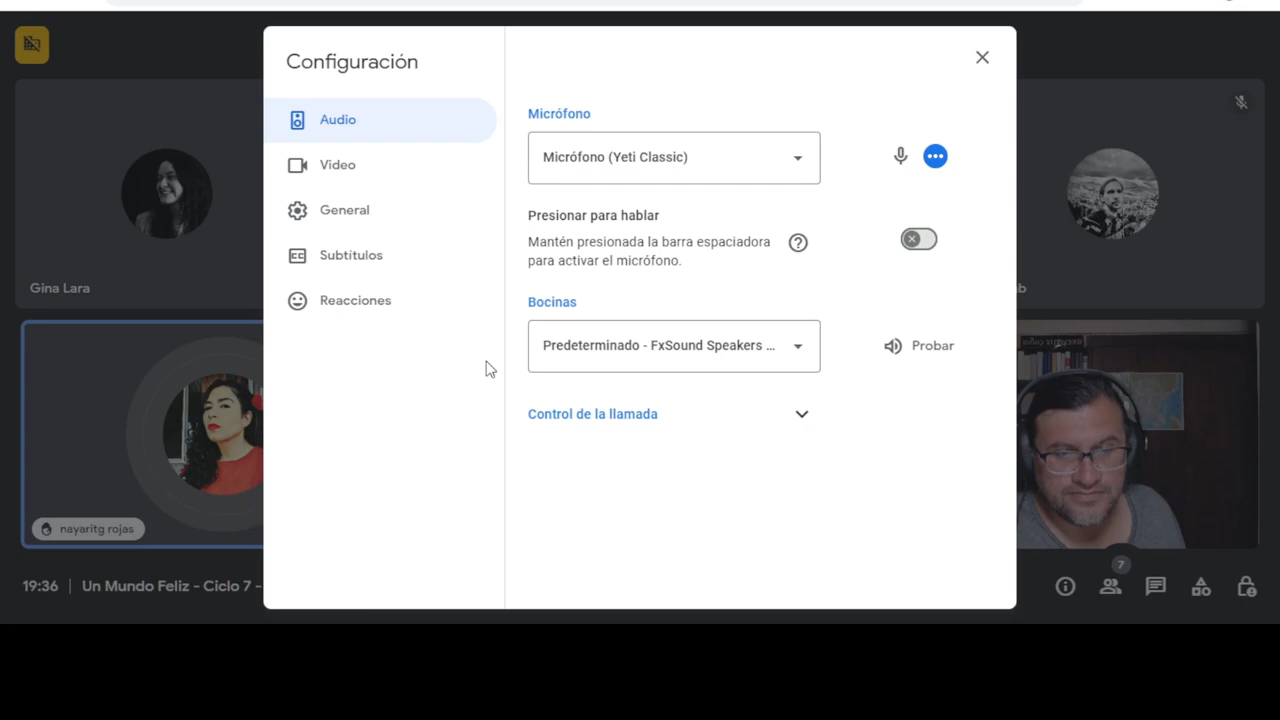 Configuración
Audio
Video
General
Subtítulos
Reacciones
Micrófono
Micrófono (Yeti Classic)
Presionar para hablar
Mantén presionada la barra espaciadora
para activar el micrófono.
Bocinas
Predeterminado - FxSound Speakers ...
Probar
Control de la llamada
Gina Lara
nayaritg rojas
7
19:36 | Un Mundo Feliz - Ciclo 7 -